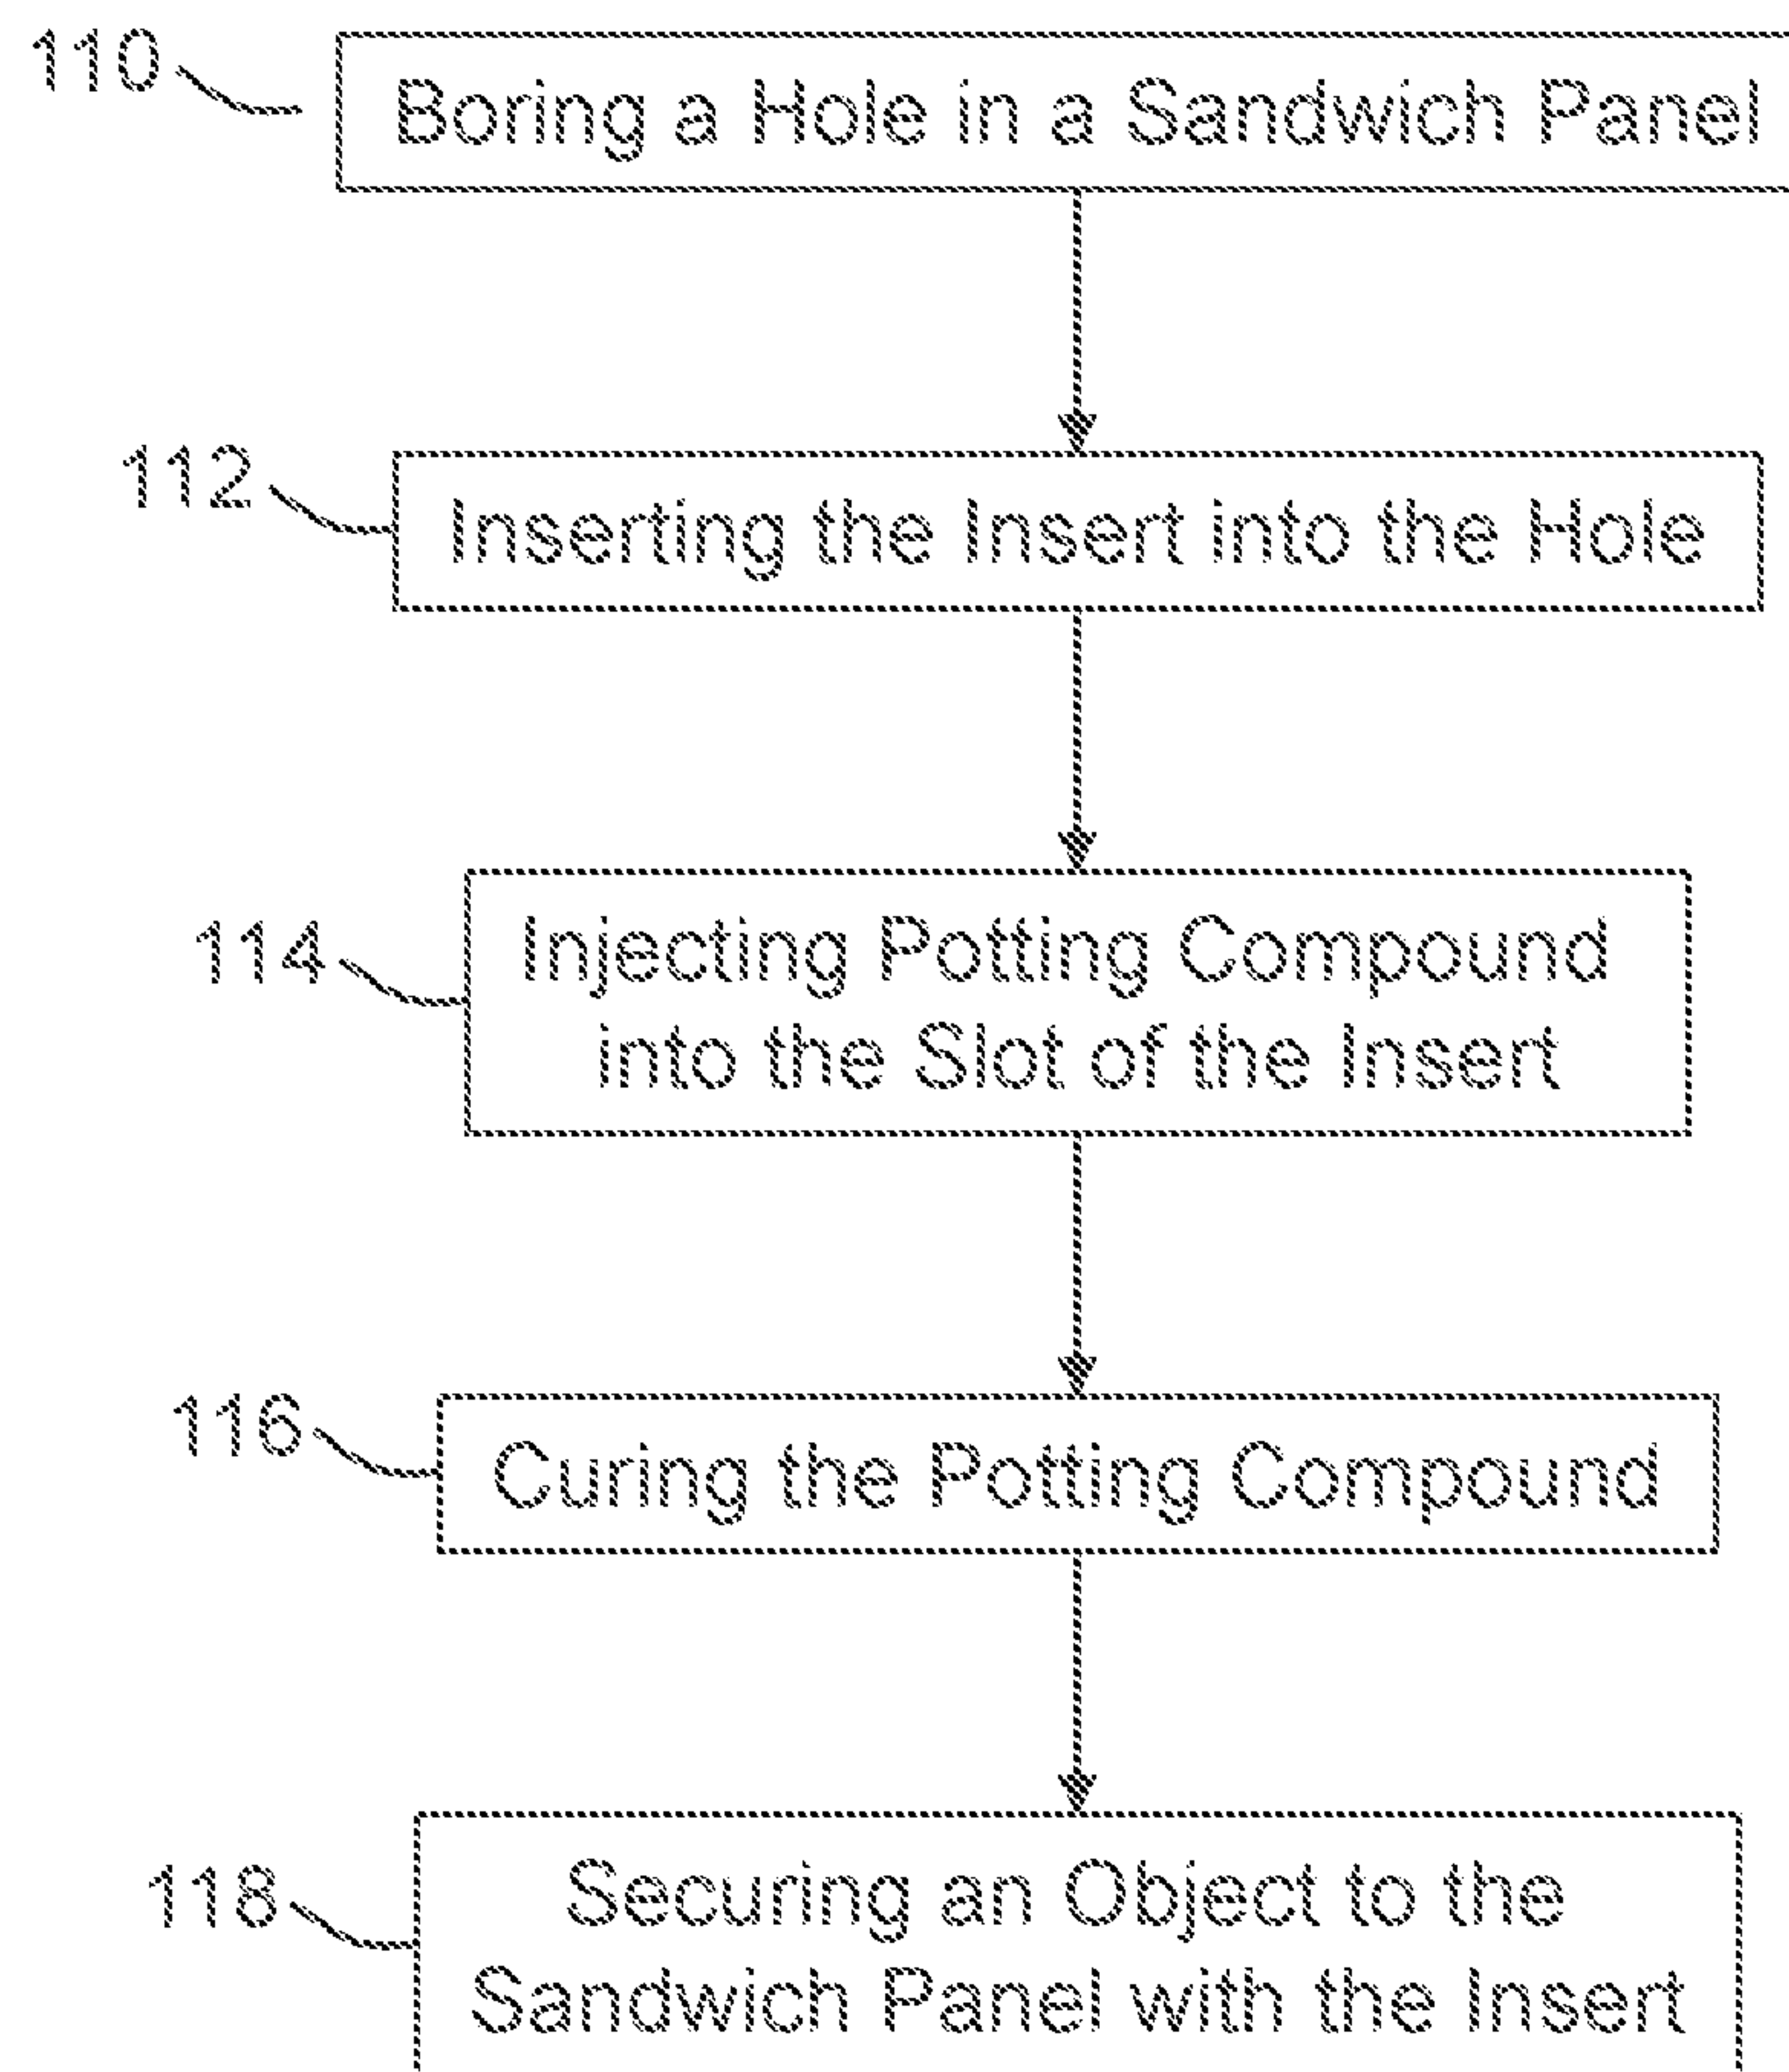 110
Boring a Hole in a Sandwich Panel
112
Inserting the Insert into the Hole
114
Injecting Potting Compound
into the Slot of the Insert
116
Curing the Potting Compound
118
Securing an Object to the
Sandwich Panel with the Insert